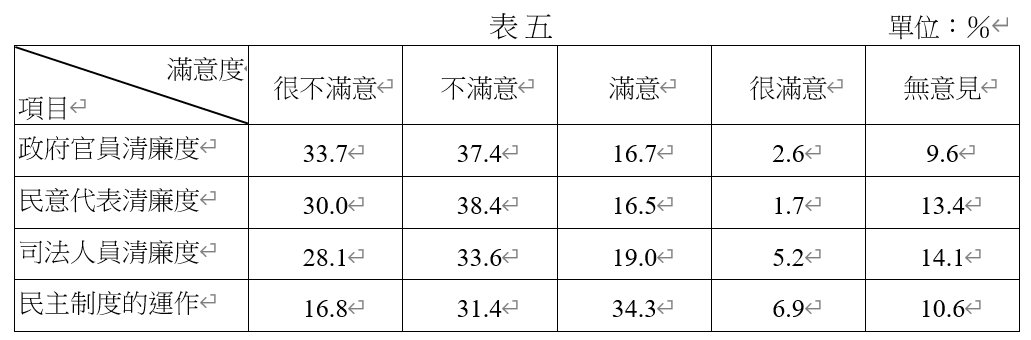 表五 單位：%
滿意度
項目 很不滿意 不滿意 滿意 很滿意 無意見
政府官員清廉度 33.7 37.4 16.7 2.6 9.6
民意代表清廉度 30.0 38.4 16.5 1.7 13.4
司法人員清廉度 28.1 33.6 19.0 5.2 14.1
民主制度的運作 16.8 31.4 34.3 6.9 10.6